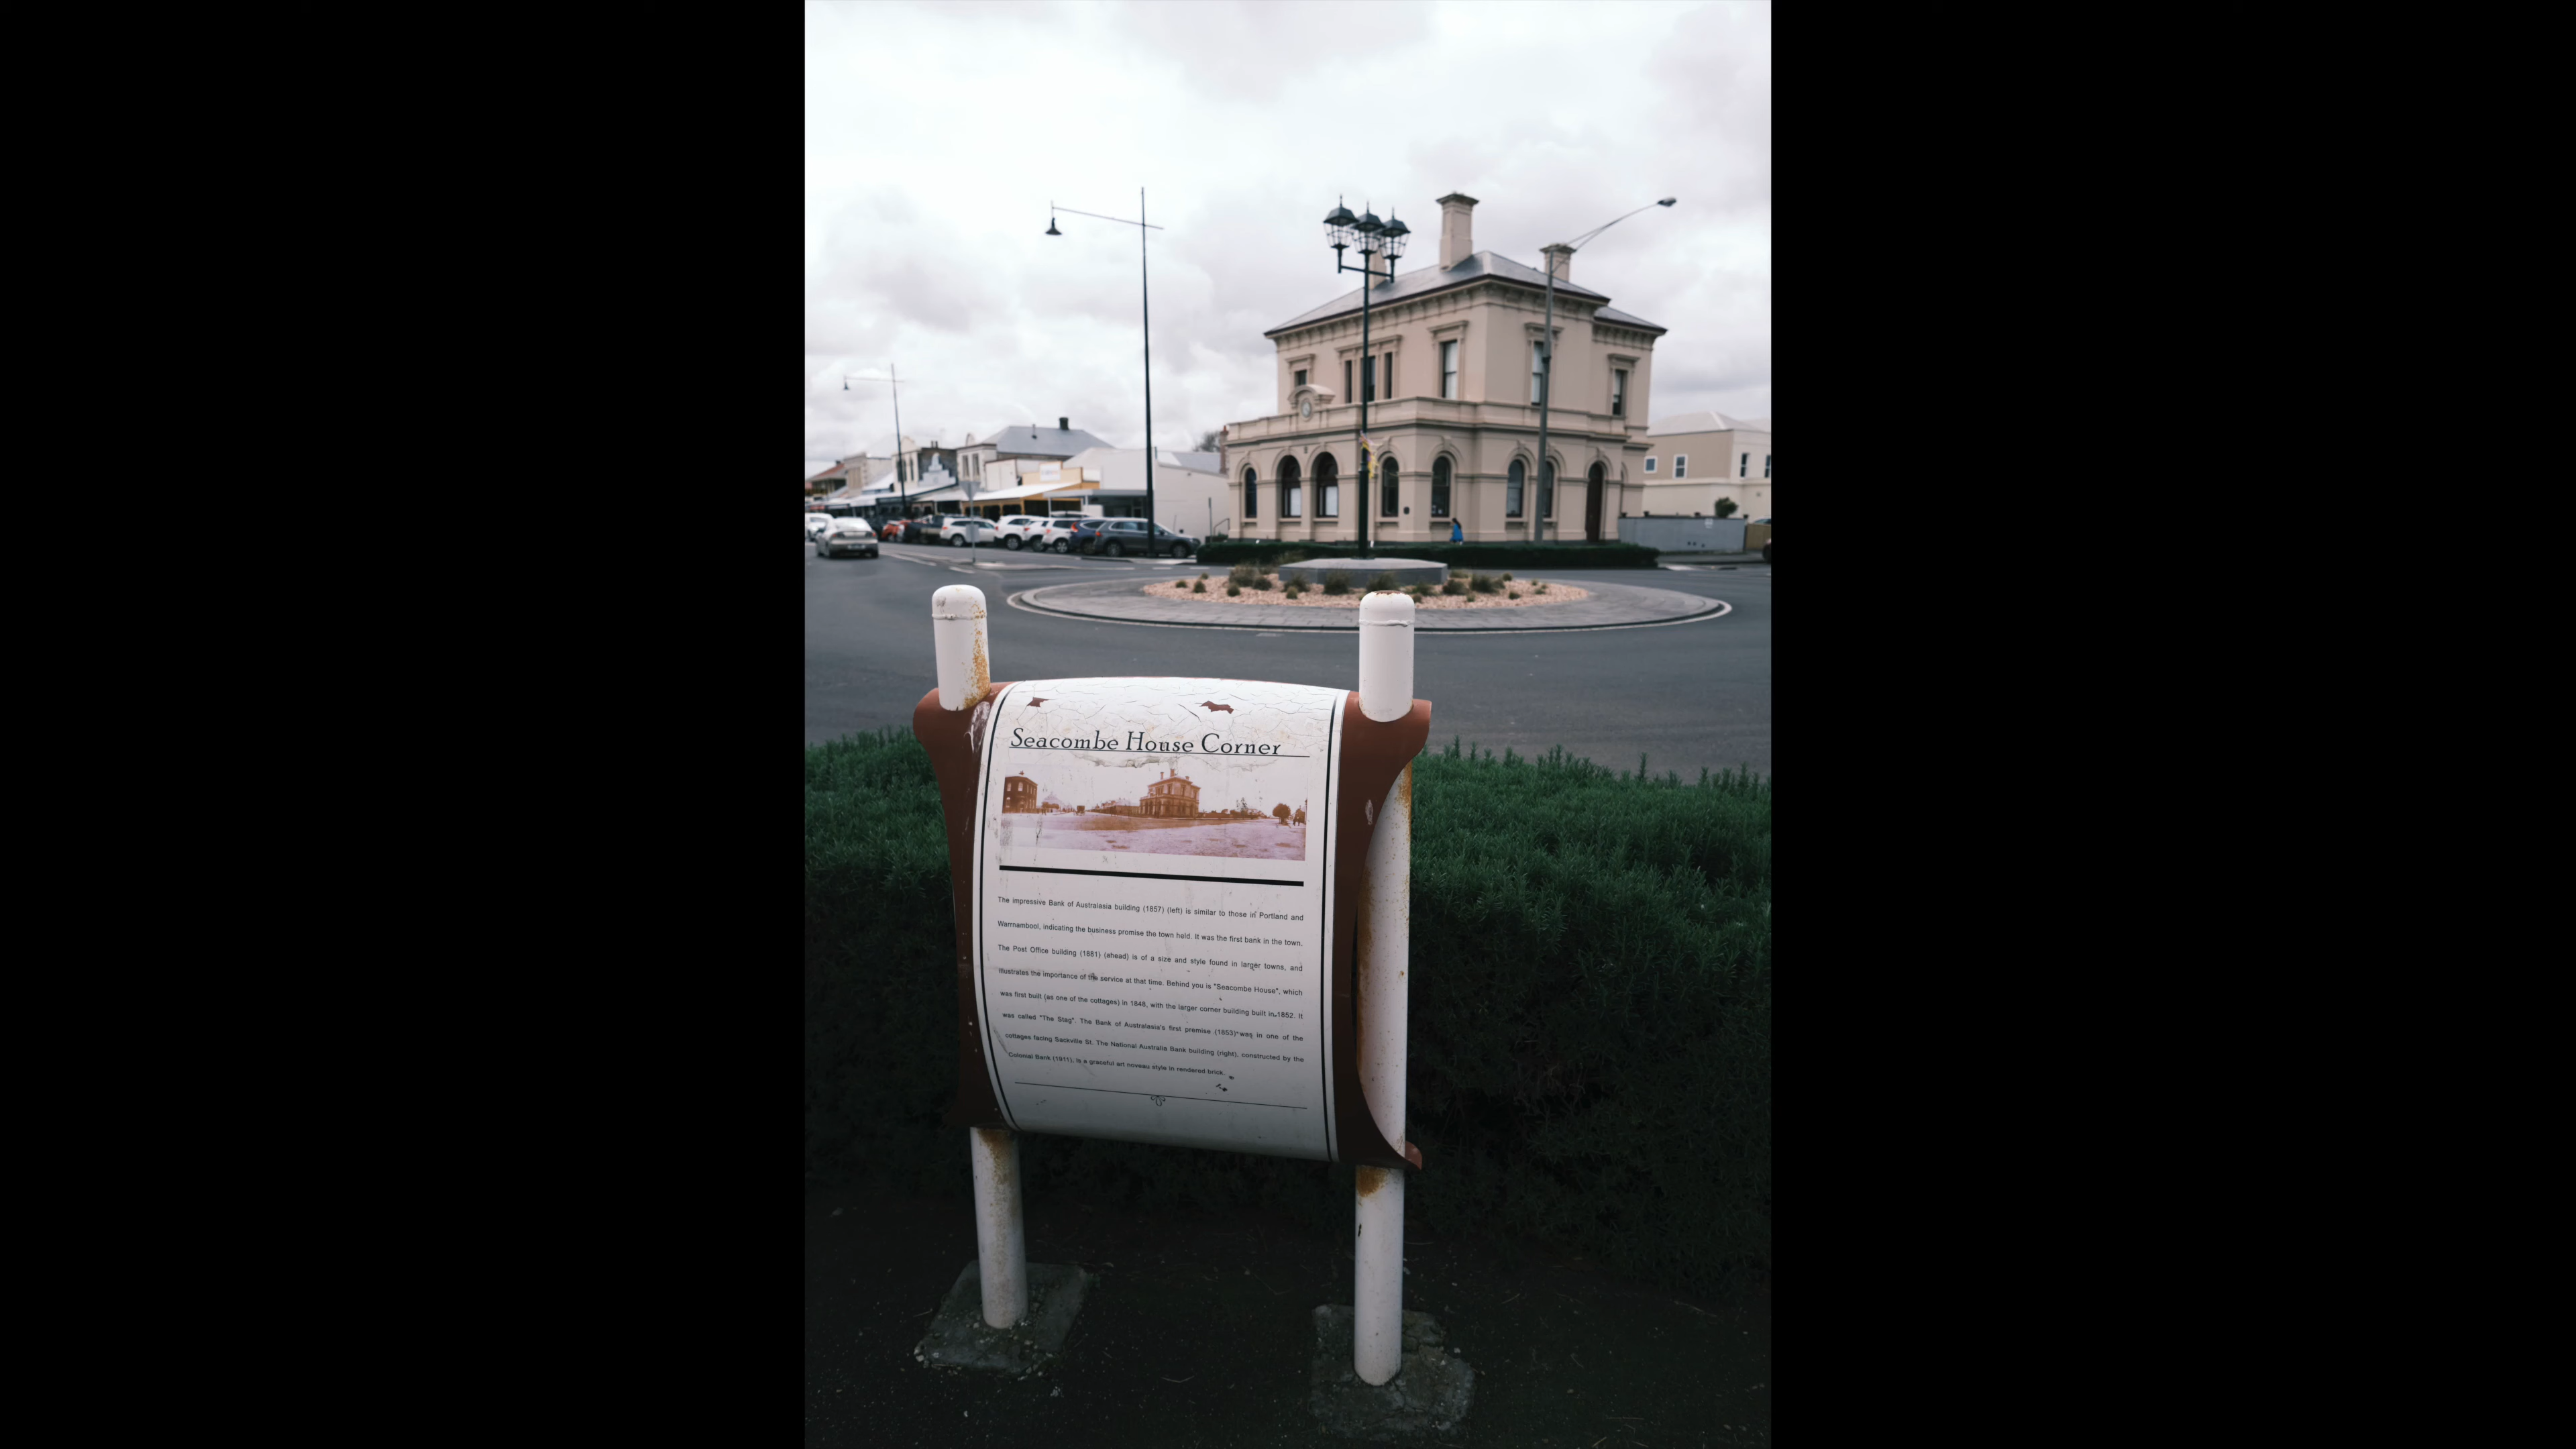 Seacombe House Corner
The impressive Bank of Australasia building (1857) (left) is similar to those in Portland and
Warrnambool, indicating the business promise the town held. It was the first bank in the town.
The Post Office building (1881) (ahead) is of a size and style found in larger towns, and
illustrates the importance of the service at that time. Behind you is "Seacombe House", which
was first built (as one of the cottages) in 1848, with the larger corner building built in 1852. It
was called "The Stag". The Bank of Australasia's first premise (1853) was in one of the
cottages facing Sackville St. The National Australia Bank building (right), constructed by the
Colonial Bank (1911), is a graceful art noveau style in rendered brick.